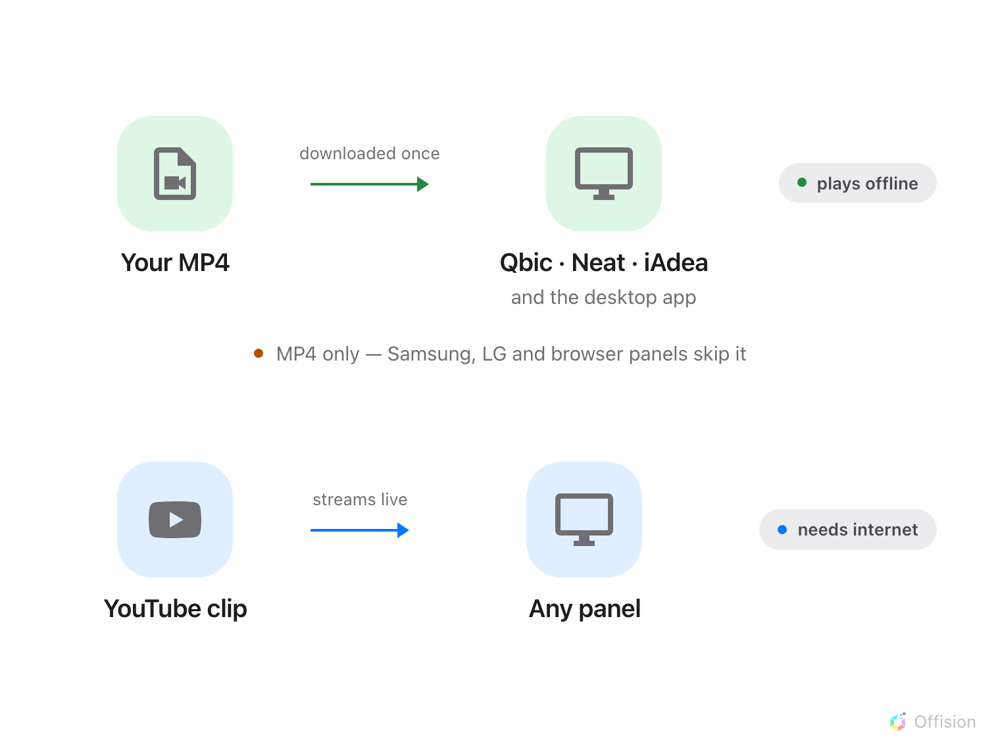 downloaded once
plays offline
Your MP4
Qbic · Neat · iAdea
and the desktop app
MP4 only — Samsung, LG and browser panels skip it
streams live
needs internet
YouTube clip
Any panel
Offision